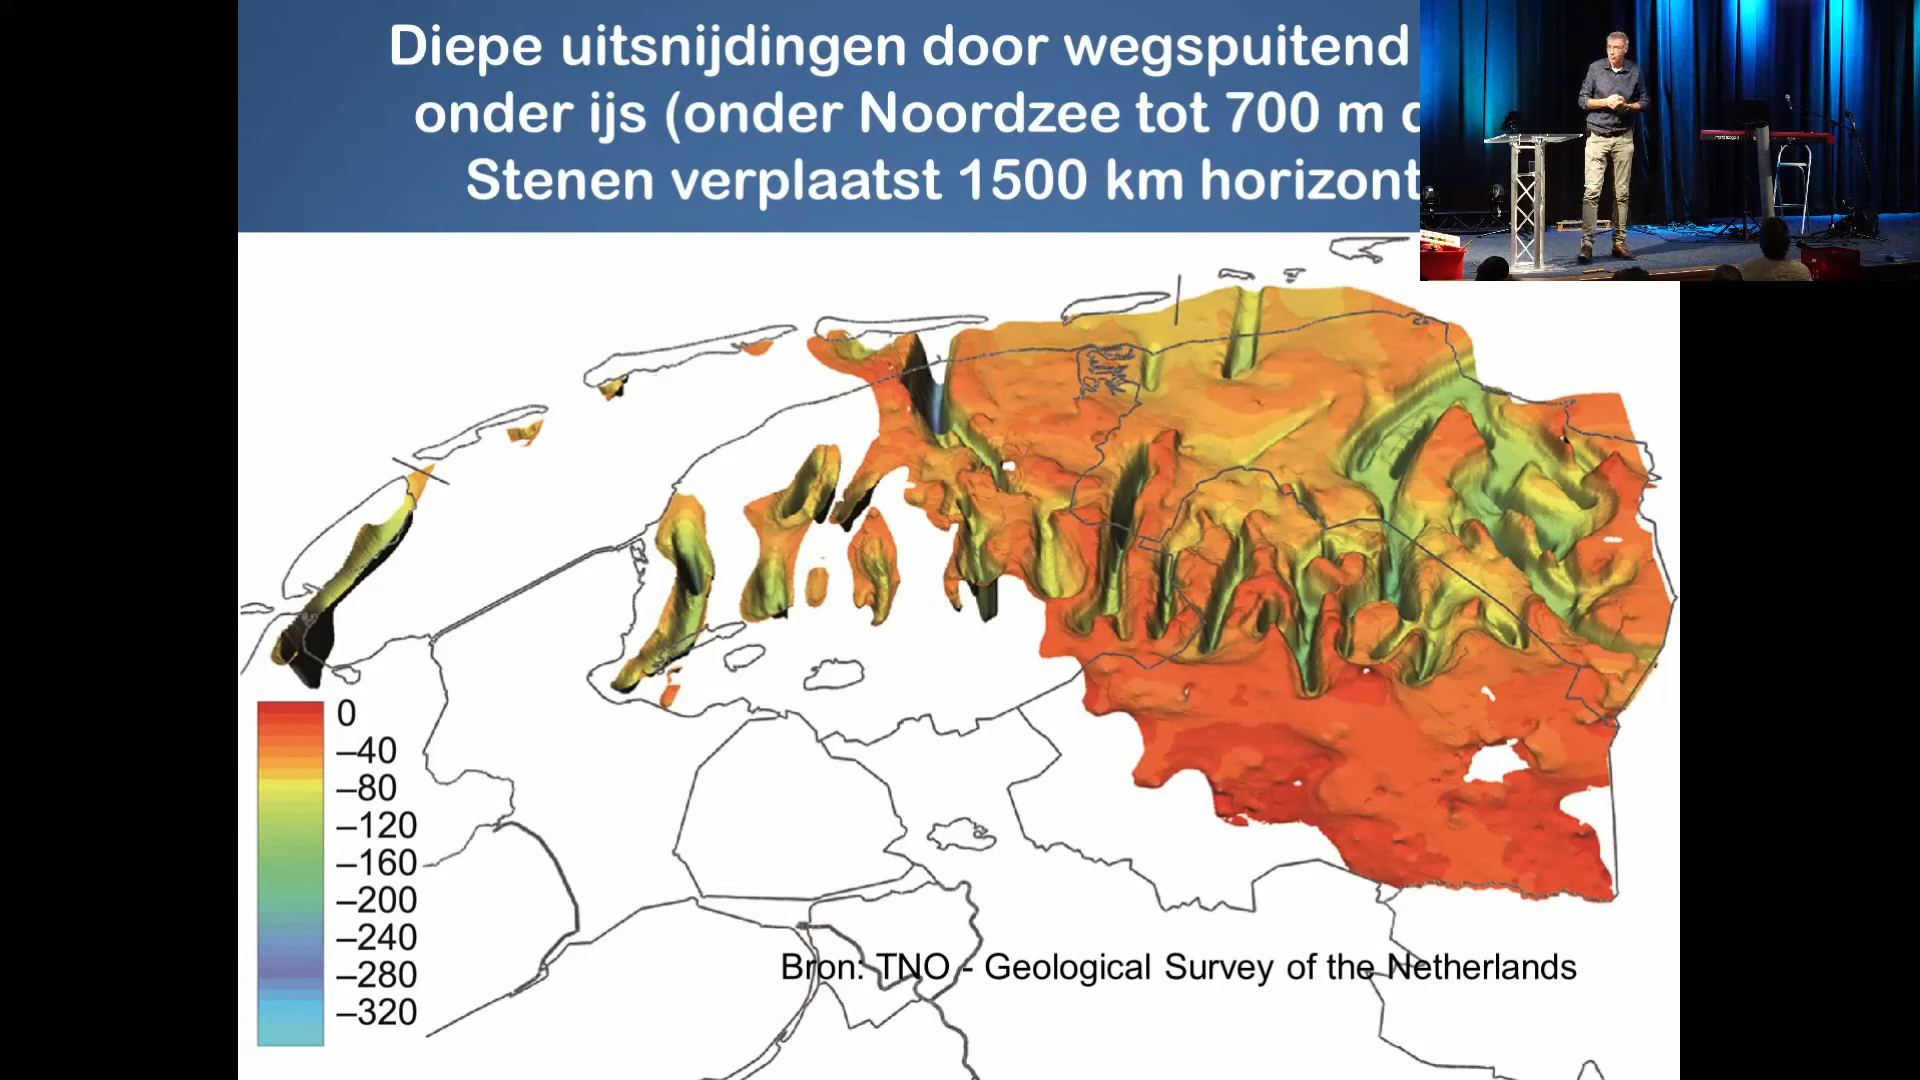 Diepe uitsnijdingen door wegspuitend
onder ijs (onder Noordzee tot 700 m
Stenen verplaatst 1500 km horizont
0
–40
–80
–120
–160
–200
–240
–280
–320
Bron: TNO - Geological Survey of the Netherlands